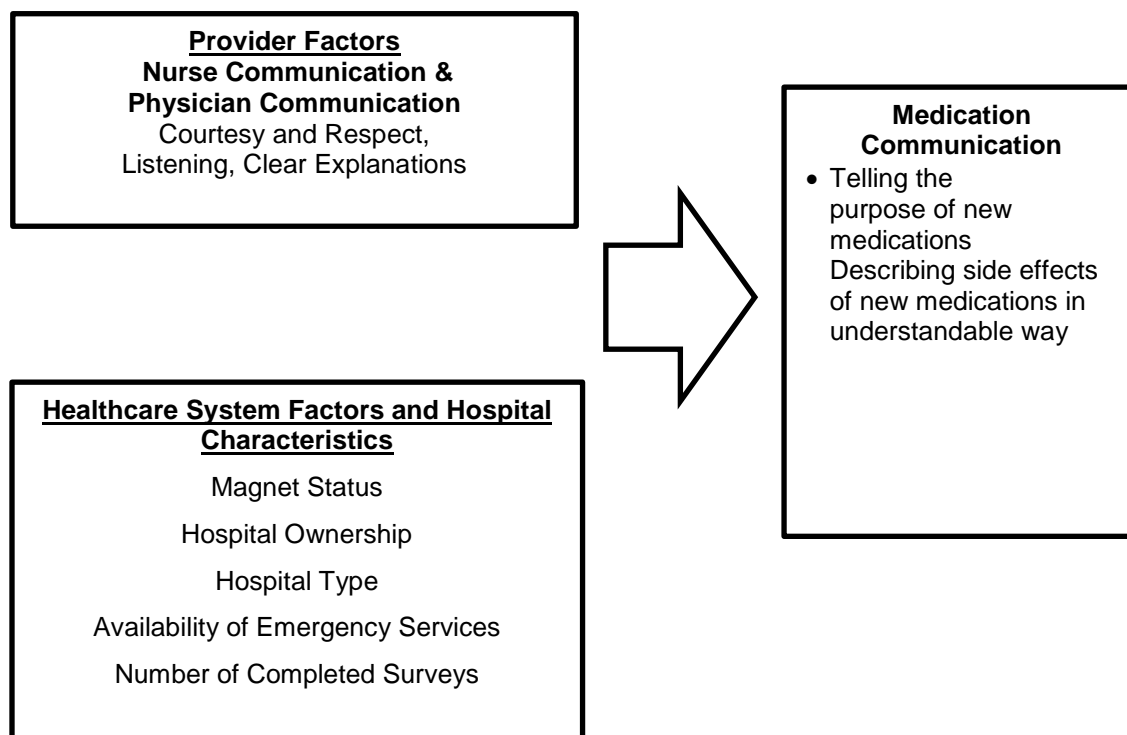 Provider Factors
Nurse Communication &
Physician Communication
Courtesy and Respect,
Listening, Clear Explanations
Medication
Communication
• Telling the
purpose of new
medications
Describing side effects
of new medications in
understandable way
Healthcare System Factors and Hospital
Characteristics
Magnet Status
Hospital Ownership
Hospital Type
Availability of Emergency Services
Number of Completed Surveys